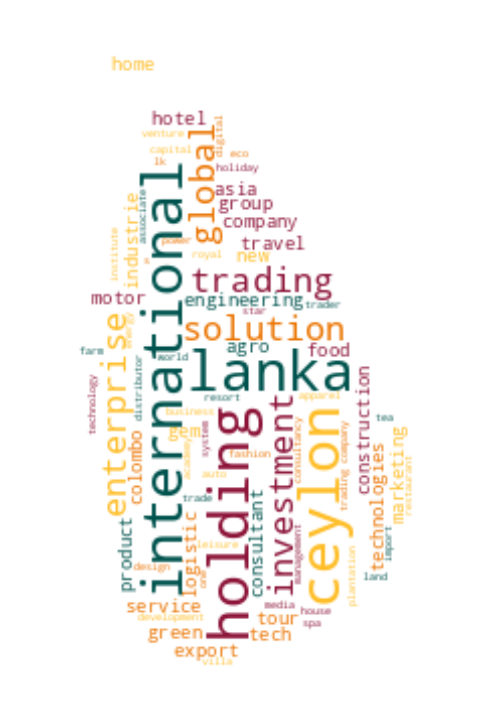 home
hotel
venture
digital
global
capital
eco
lk
holiday
international
associate
asia
industrie
group
company
institute
power
travel
royal
new
trading
motor
engineering
trader
star
enterprise
energy
solution
agro
food
farm
world
lanka
technology
distributor
resort
apparel
construction
business
holding
investment
ceylon
tea
gem
system
consultancy
trading company
marketing
colombo
academy
fashion
technologies
restaurant
auto
trade
consultant
product
logistic
leisure
management
import
design
one
plantation
land
service
media
house
development
tour
spa
green
tech
export
villa